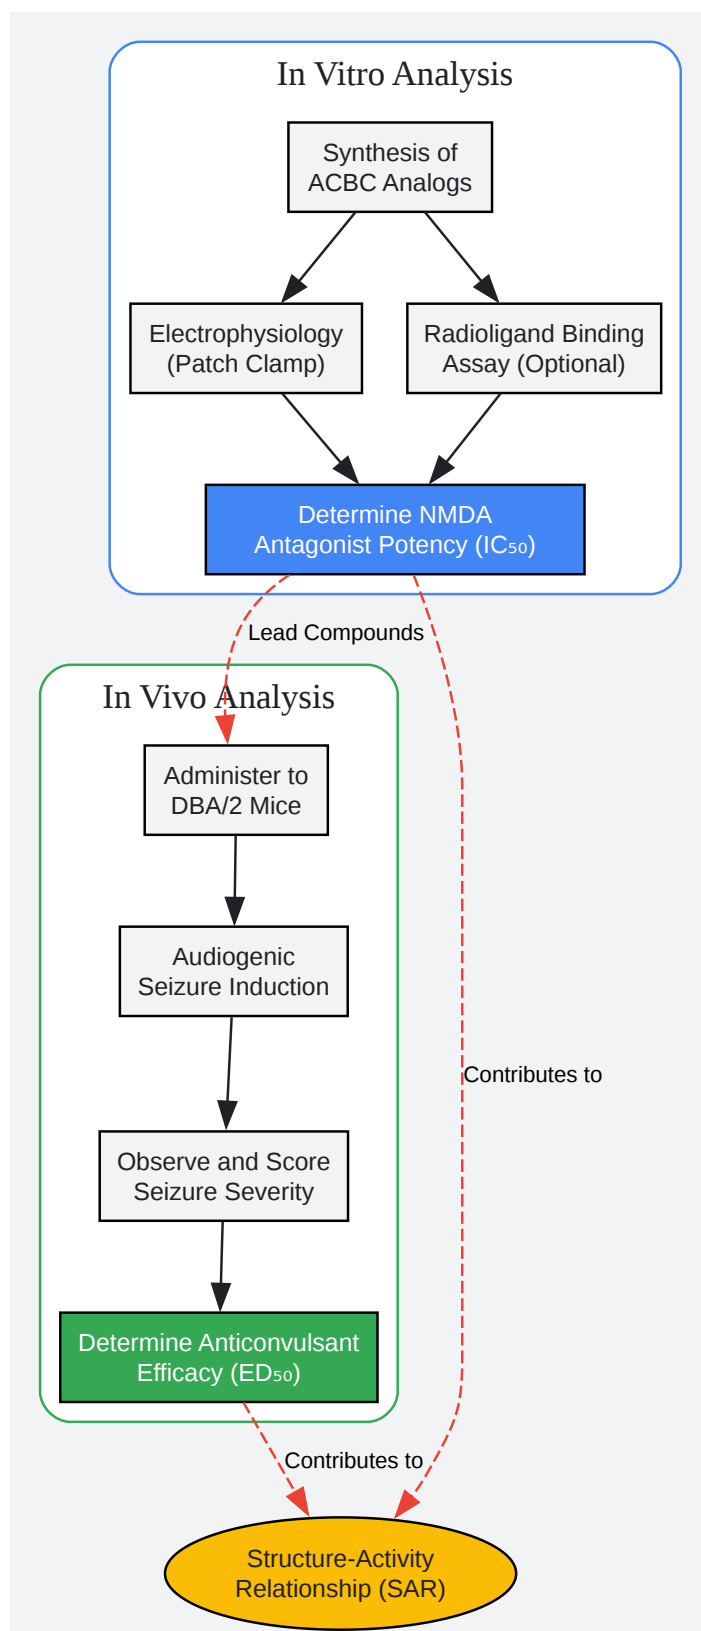 In Vitro Analysis
Synthesis of
ACBC Analogs
Electrophysiology
(Patch Clamp)
Radioligand Binding
Assay (Optional)
Determine NMDA
Antagonist Potency (IC₅₀)
Lead Compounds
In Vivo Analysis
Administer to
DBA/2 Mice
Audiogenic
Seizure Induction
Contributes to
Observe and Score
Seizure Severity
Determine Anticonvulsant
Efficacy (ED₅₀)
Contributes to
Structure-Activity
Relationship (SAR)